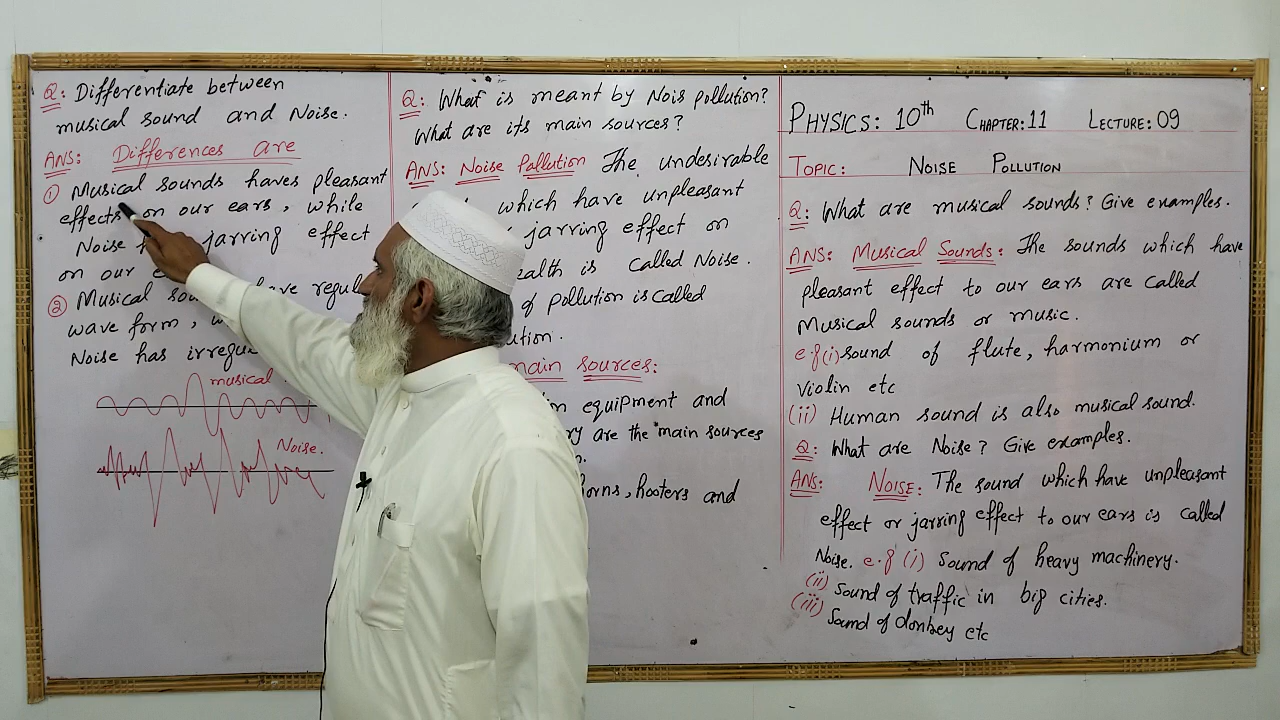 Q: Differentiate between
musical sound and Noise.
ANS: Differences are
① Musical sounds haves pleasant
effects on our ears, while
Noise jarring effect
on our
② Musical have
wave form,
Noise has
musical
Noise.
Q: What is meant by Nois pollution?
What are its main sources?
ANS: Noise Pollution The undesirable
which have unpleasant
jarring effect on
is called Noise.
of pollution is called
main sources:
equipment and
are the main sources
horns, hooters and
PHYSICS: 10th CHAPTER:11 LECTURE:09
TOPIC: NOISE POLLUTION
Q: What are musical sounds? Give examples.
ANS: Musical Sounds: The sounds which have
pleasant effect to our ears are called
Musical sounds or music.
e.g (i) sound of flute, harmonium or
violin etc
(ii) Human sound is also musical sound.
Q: What are Noise? Give examples.
ANS: NOISE: The sound which have unpleasant
effect or jarring effect to our ears is called
Noise. e.g (i) Sound of heavy machinery.
(ii) Sound of traffic in big cities.
(iii) Sound of donkey etc